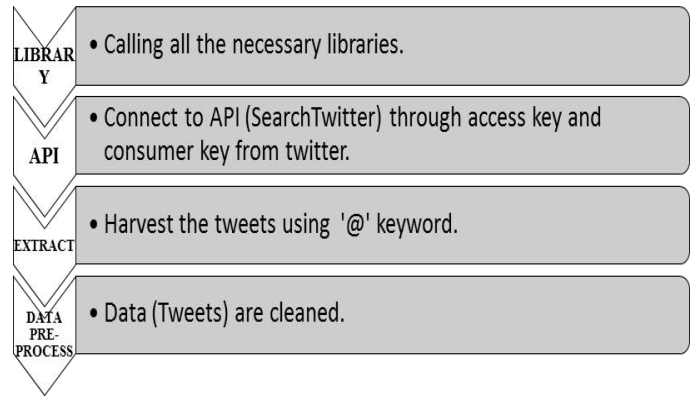 LIBRAR
Y
• Calling all the necessary libraries.
API
• Connect to API (SearchTwitter) through access key and
consumer key from twitter.
EXTRACT
• Harvest the tweets using '@' keyword.
DATA
PRE-
PROCESS
• Data (Tweets) are cleaned.